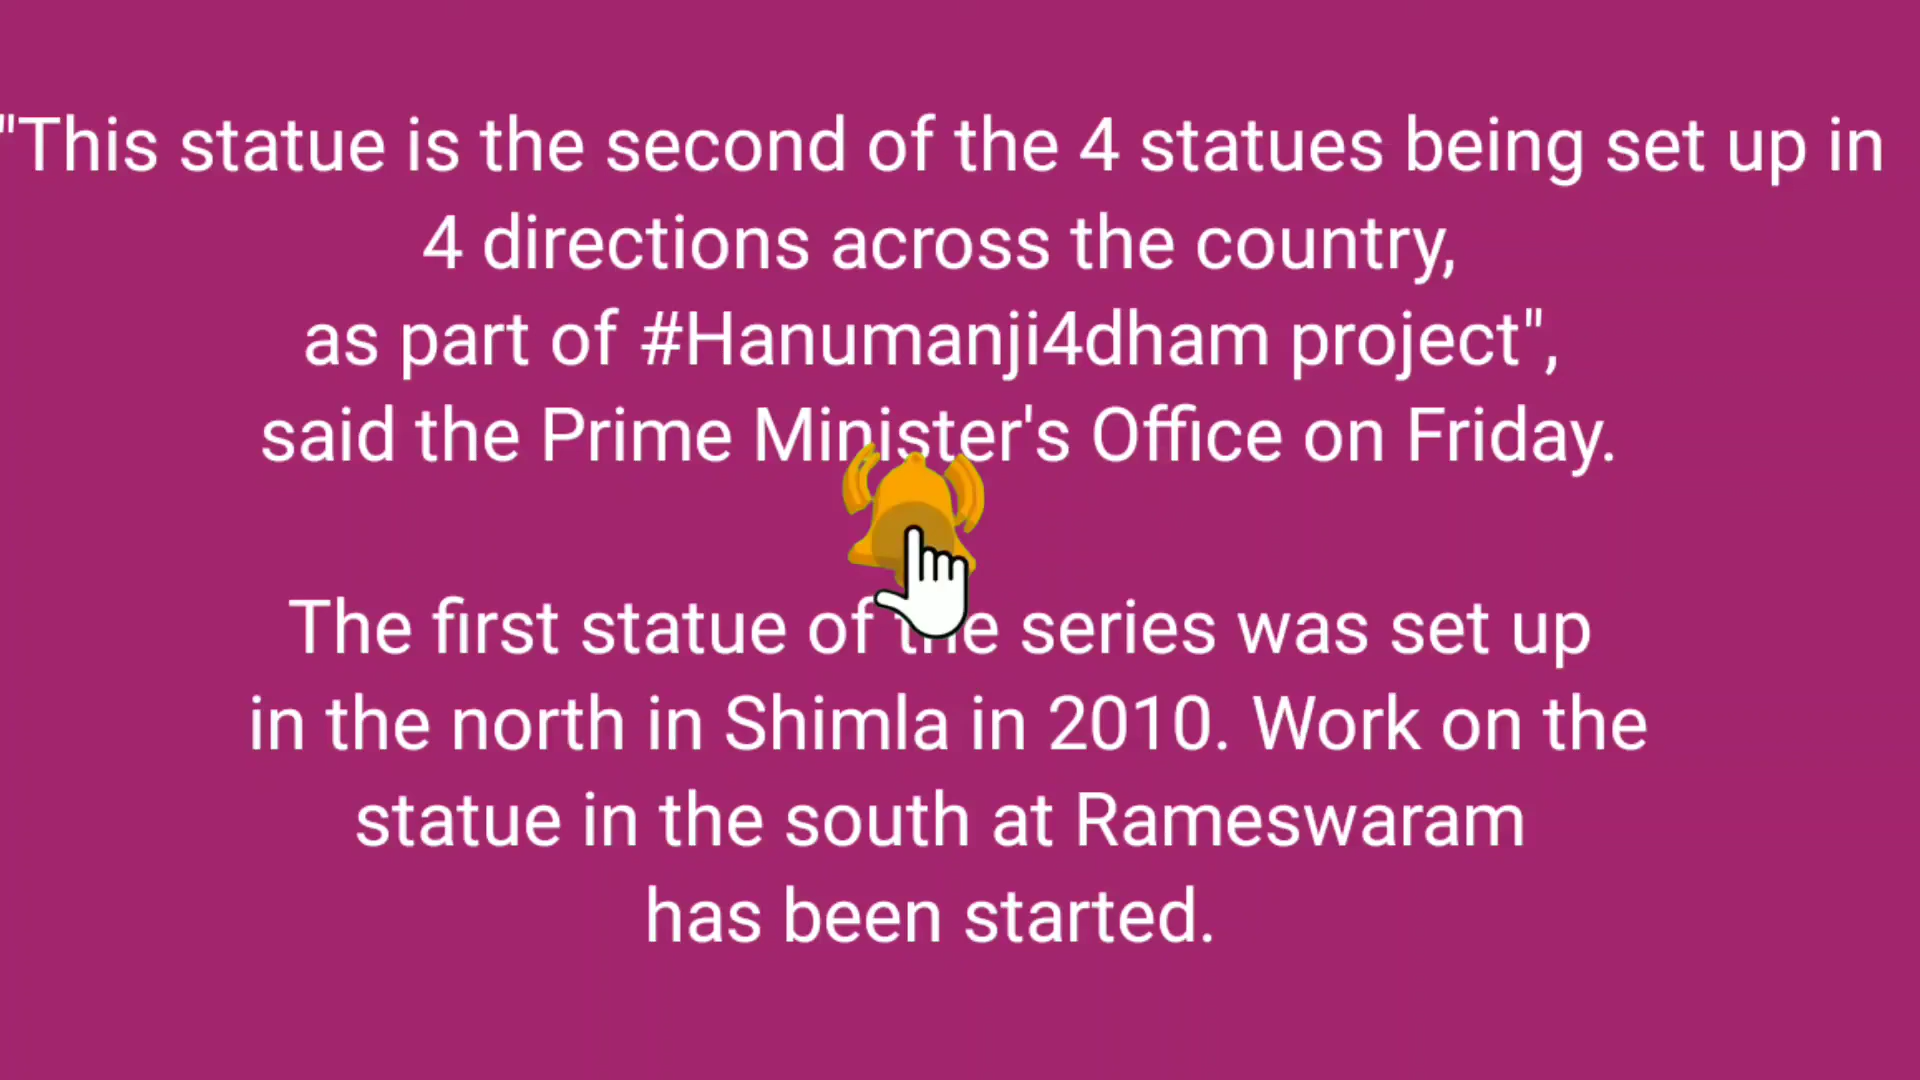 "This statue is the second of the 4 statues being set up in
4 directions across the country,
as part of #Hanumanji4dham project",
said the Prime Minister's Office on Friday.
The first statue of the series was set up
in the north in Shimla in 2010. Work on the
statue in the south at Rameswaram
has been started.